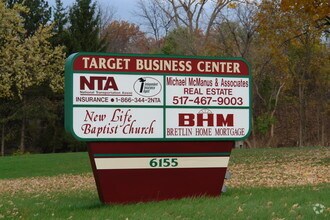 TARGET BUSINESS CENTER
NTA
National Transportation Assoc.
INSURANCE • 1-866-344-2NTA
Michael McManus & Associates
REAL ESTATE
517-467-9003
New Life
Baptist Church
BHM
BRETLIN HOME MORTGAGE
6155